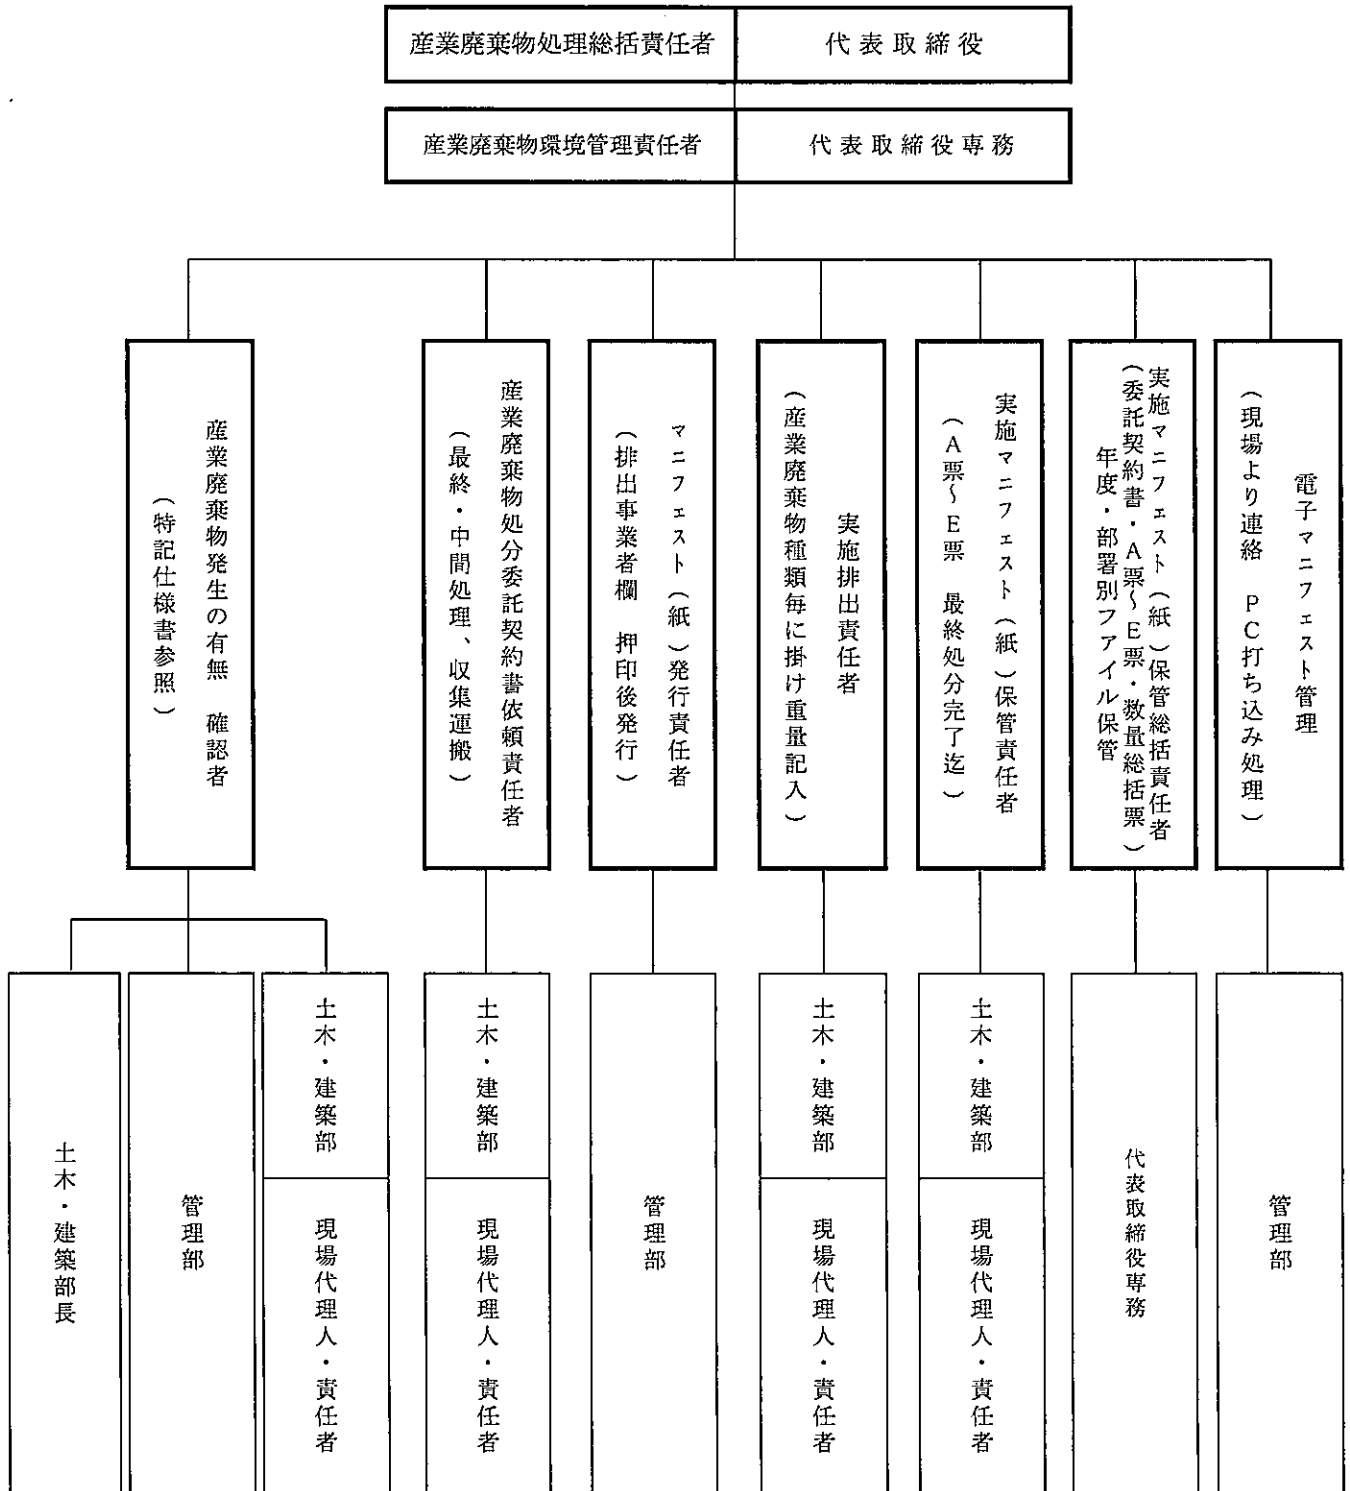 産業廃棄物処理総括責任者
代表取締役
産業廃棄物環境管理責任者
代表取締役専務
産業廃棄物発生の有無　確認者
（特記仕様書参照）
産業廃棄物処分委託契約書依頼責任者
（最終・中間処理、収集運搬）
マニフェスト（紙）発行責任者
（排出事業者欄　押印後発行）
実施排出責任者
（産業廃棄物種類毎に掛け重量記入）
実施マニフェスト（紙）保管責任者
（A票～E票　最終処分完了迄）
実施マニフェスト（紙）保管総括責任者
（委託契約書・A票～E票・数量総括票）
年度・部署別ファイル保管
電子マニフェスト管理
（現場より連絡　PC打ち込み処理）
土木・建築部長
管理部
土木・建築部
現場代理人・責任者
土木・建築部
現場代理人・責任者
管理部
土木・建築部
現場代理人・責任者
土木・建築部
現場代理人・責任者
代表取締役専務
管理部